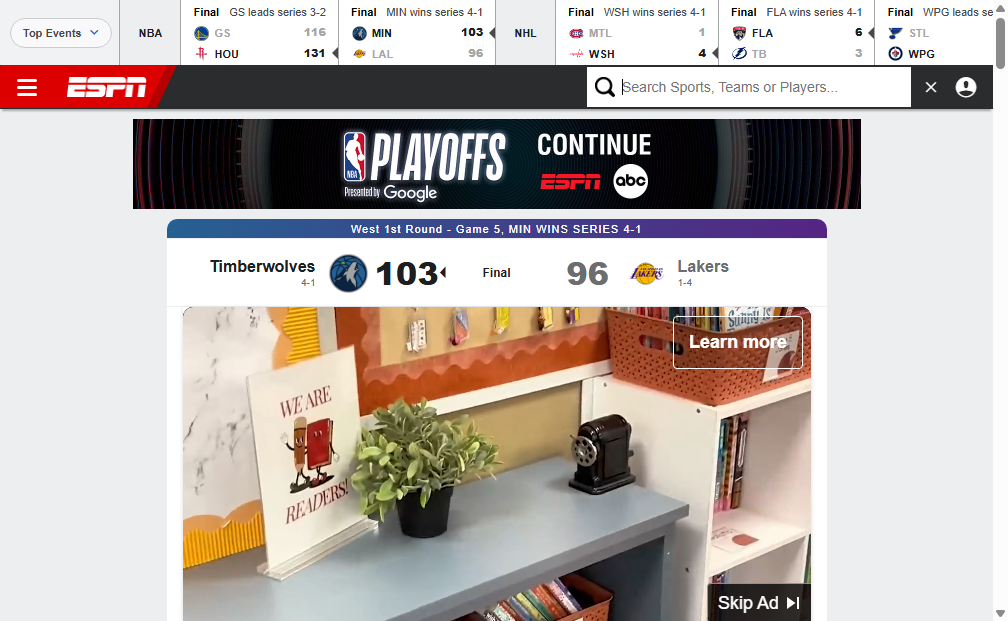 Top Events
NBA
Final GS leads series 3-2
GS 116
HOU 131
Final MIN wins series 4-1
MIN 103
LAL 96
NHL
Final WSH wins series 4-1
MTL 1
WSH 4
Final FLA wins series 4-1
FLA 6
TB 3
Final WPG leads se
STL
WPG
ESPN
Search Sports, Teams or Players...
NBA
PLAYOFFS
Presented by Google
CONTINUE
ESPN abc
West 1st Round - Game 5, MIN WINS SERIES 4-1
Timberwolves
4-1
103
Final
96
LAKERS
Lakers
1-4
Learn more
Sunny is
WE ARE
READERS!
Skip Ad